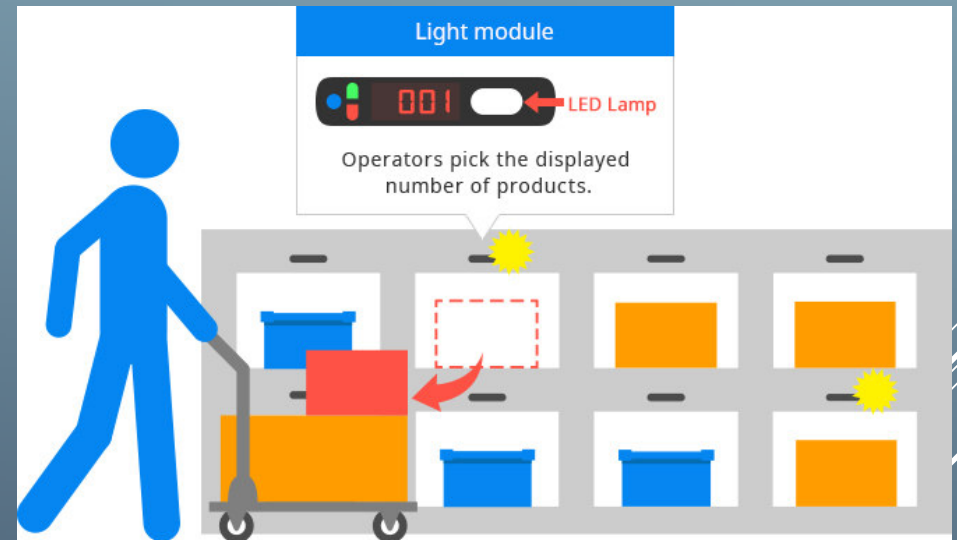 Light module
001
LED Lamp
Operators pick the displayed
number of products.